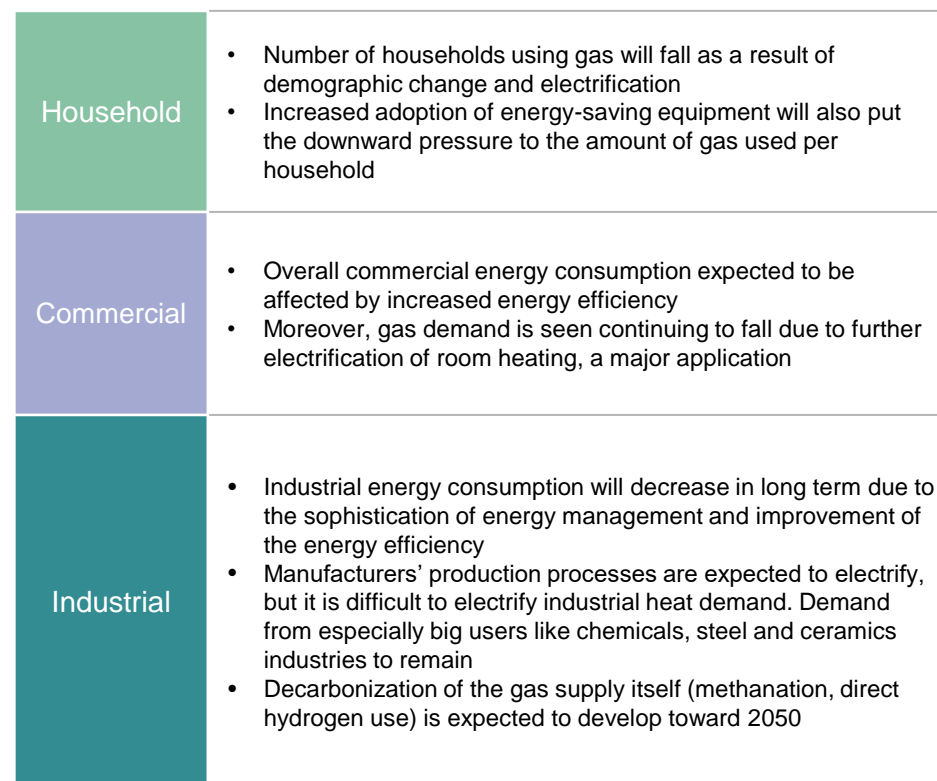 Household
• Number of households using gas will fall as a result of
demographic change and electrification
• Increased adoption of energy-saving equipment will also put
the downward pressure to the amount of gas used per
household
Commercial
• Overall commercial energy consumption expected to be
affected by increased energy efficiency
• Moreover, gas demand is seen continuing to fall due to further
electrification of room heating, a major application
Industrial
• Industrial energy consumption will decrease in long term due to
the sophistication of energy management and improvement of
the energy efficiency
• Manufacturers’ production processes are expected to electrify,
but it is difficult to electrify industrial heat demand. Demand
from especially big users like chemicals, steel and ceramics
industries to remain
• Decarbonization of the gas supply itself (methanation, direct
hydrogen use) is expected to develop toward 2050